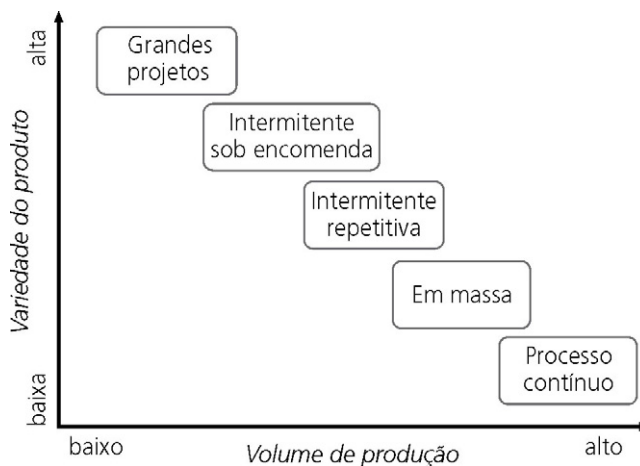 alta
Variedade do produto
baixa
Grandes
projetos
Intermitente
sob encomenda
Intermitente
repetitiva
Em massa
Processo
contínuo
baixo
Volume de produção
alto